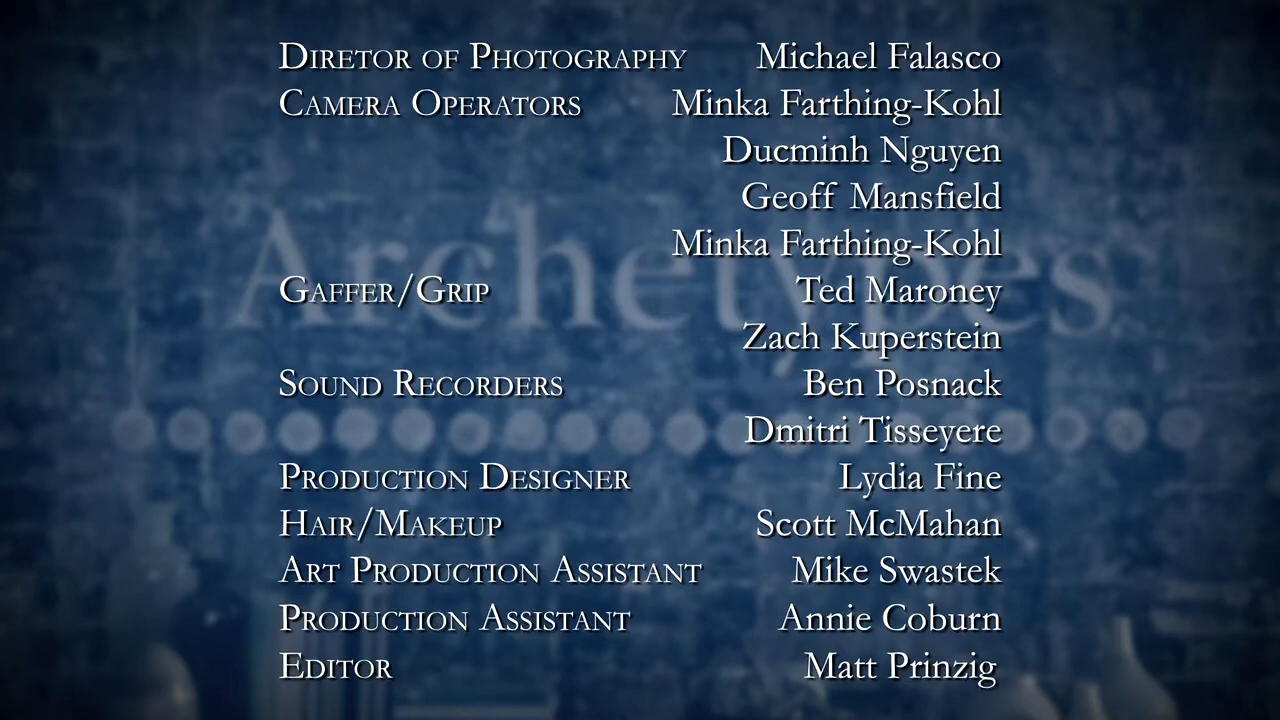 Diretor of Photography Michael Falasco
Camera Operators Minka Farthing-Kohl
Ducminh Nguyen
Geoff Mansfield
Minka Farthing-Kohl
Archetypes
Gaffer/Grip Ted Maroney
Zach Kuperstein
Sound Recorders Ben Posnack
Dmitri Tisseyere
Production Designer Lydia Fine
Hair/Makeup Scott McMahan
Art Production Assistant Mike Swastek
Production Assistant Annie Coburn
Editor Matt Prinzig